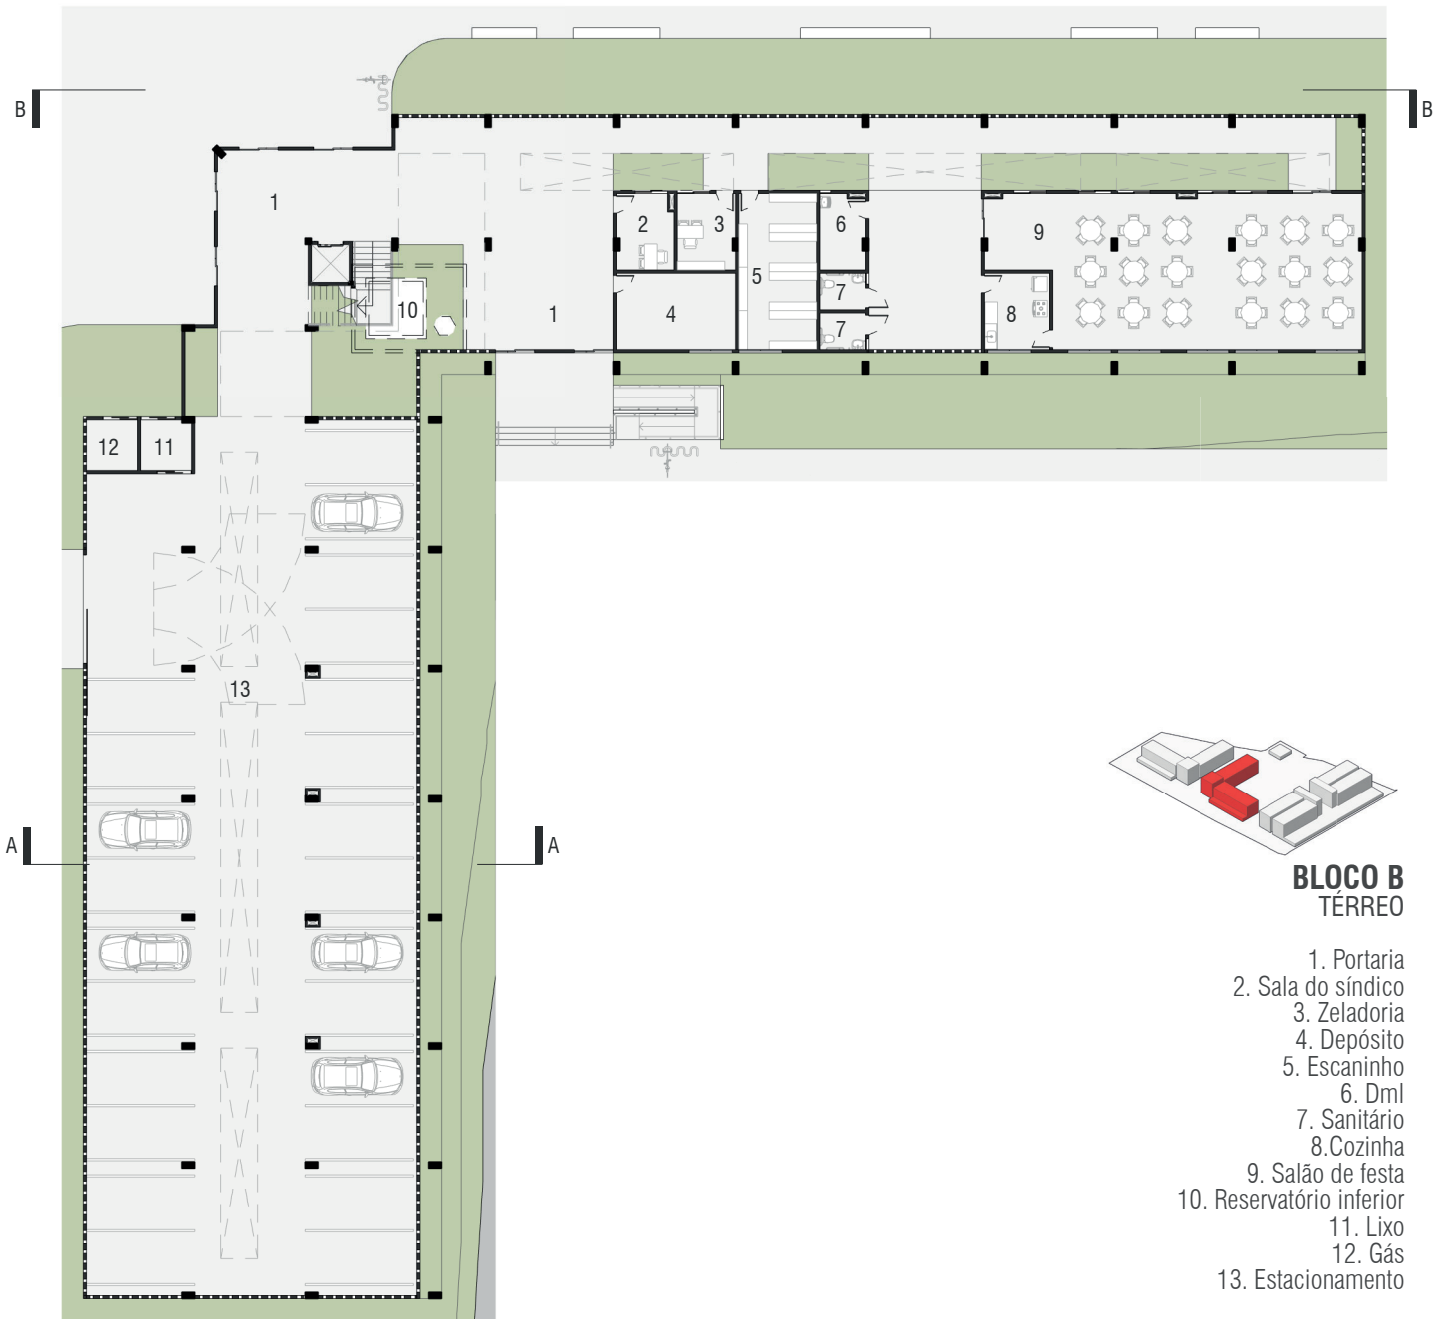 B
B
1
2
3
6
9
5
10
1
4
7
8
7
12
11
13
A
A
BLOCO B
TÉRREO
1. Portaria
2. Sala do síndico
3. Zeladoria
4. Depósito
5. Escaninho
6. Dml
7. Sanitário
8.Cozinha
9. Salão de festa
10. Reservatório inferior
11. Lixo
12. Gás
13. Estacionamento